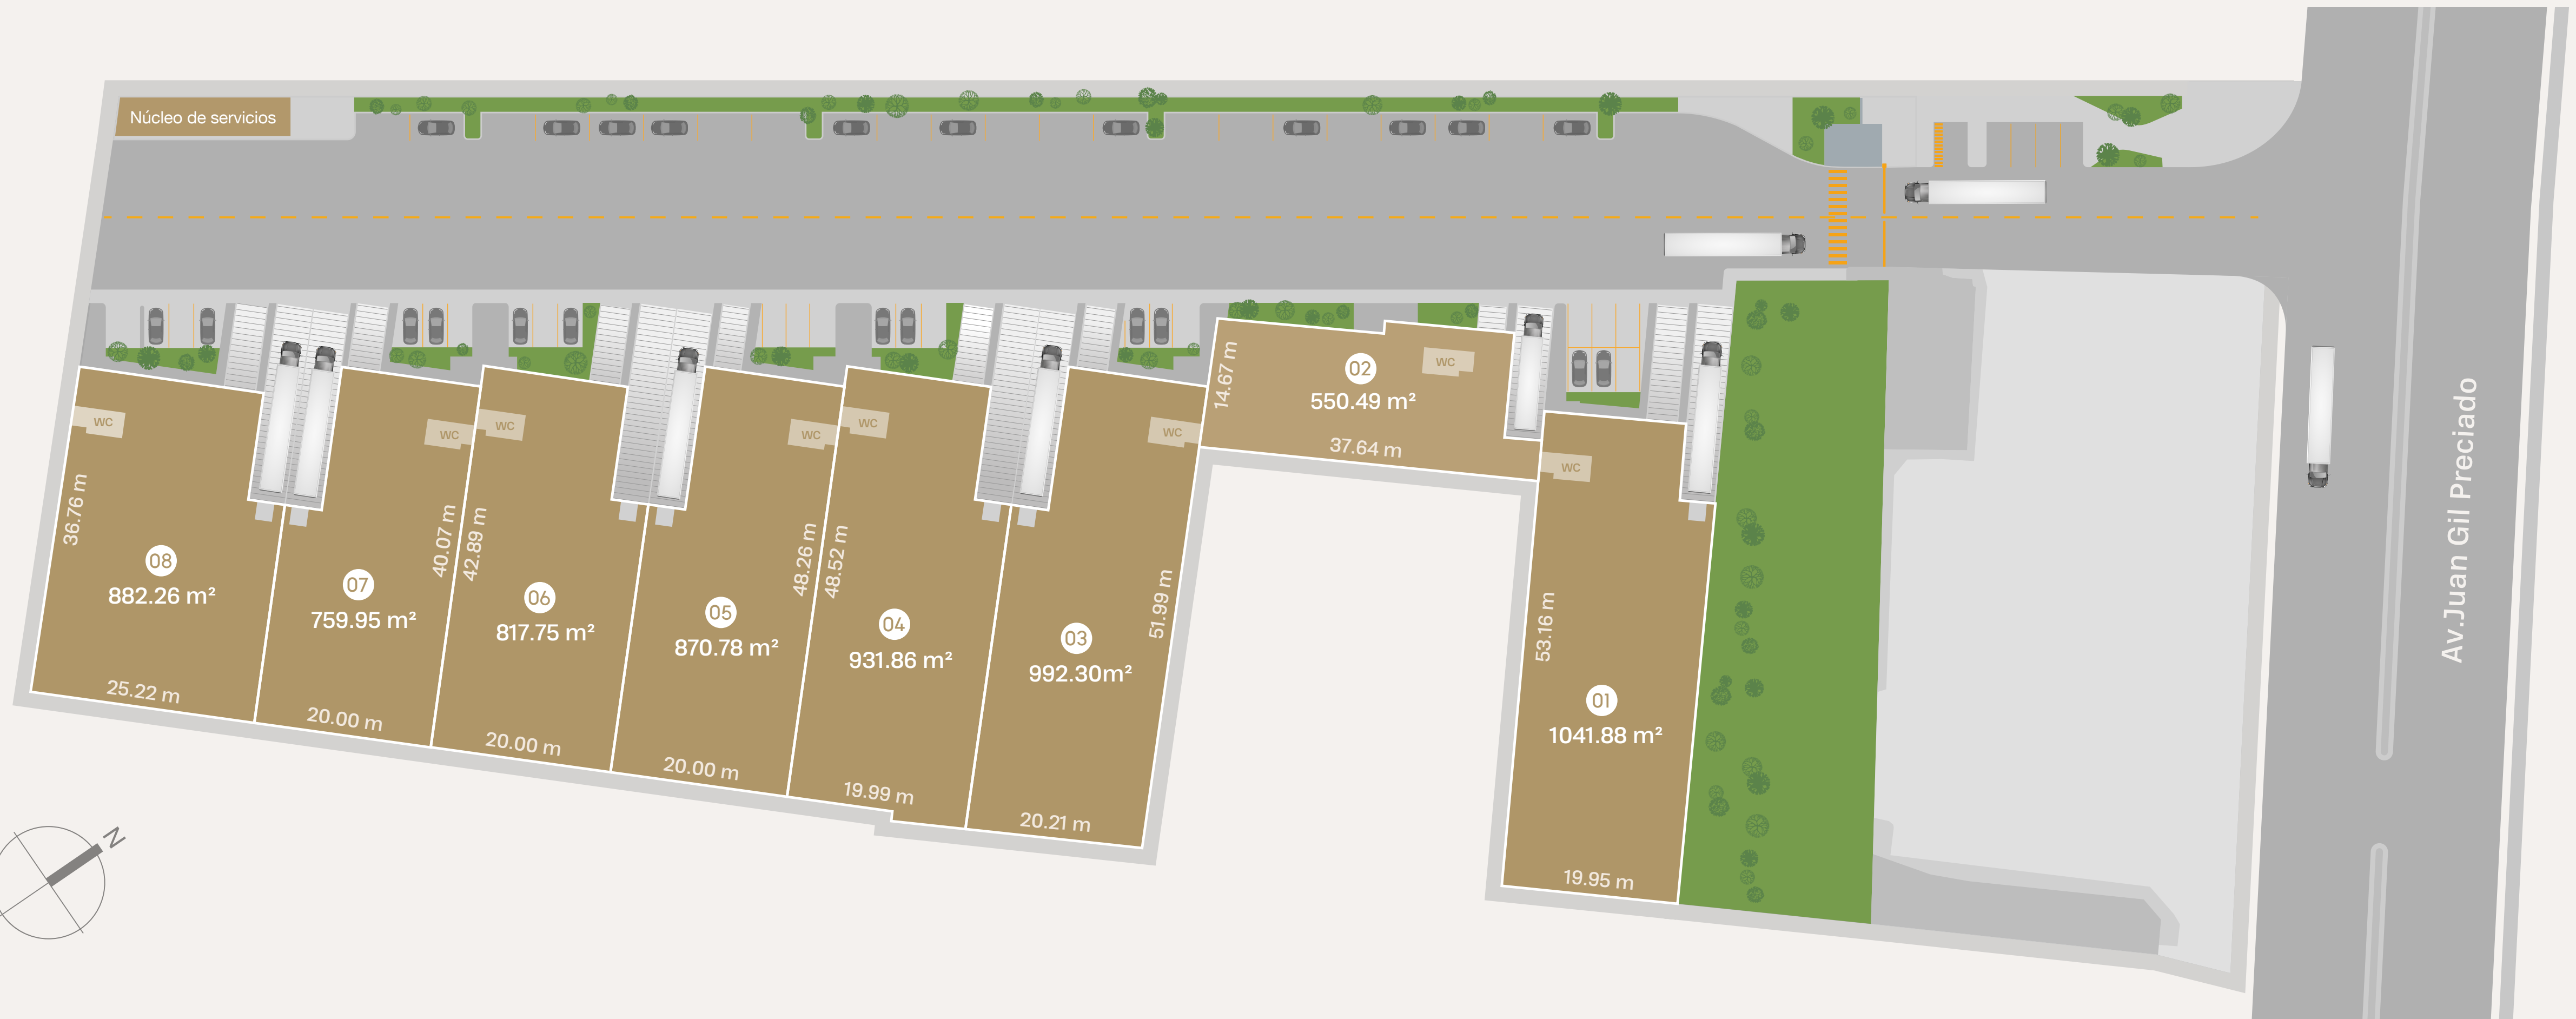 Núcleo de servicios
WC
08
882.26 m²
36.76 m
25.22 m
07
759.95 m²
WC
40.07 m
20.00 m
WC
06
817.75 m²
42.89 m
20.00 m
WC
05
870.78 m²
48.26 m
20.00 m
WC
04
931.86 m²
48.52 m
19.99 m
WC
03
992.30m²
51.99 m
20.21 m
14.67 m
02
550.49 m²
WC
37.64 m
WC
01
1041.88 m²
53.16 m
19.95 m
Av.Juan Gil Preciado
N